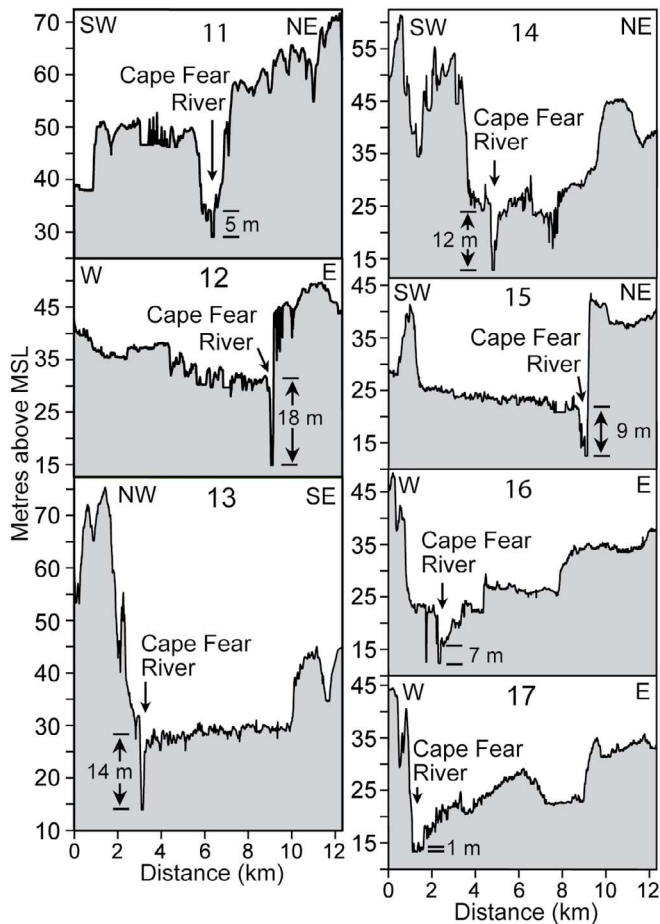 Metres above MSL
SW 11 NE
70
60
50
40
30
Cape Fear
River
5 m
W 12 E
45
35
25
15
Cape Fear
River
18 m
NW 13 SE
70
60
50
40
30
20
10
Cape Fear
River
14 m
0 2 4 6 8 10 12
Distance (km)
SW 14 NE
55
45
35
25
15
Cape Fear
River
12 m
SW 15 NE
45
35
25
15
Cape Fear
River
9 m
W 16 E
45
35
25
15
Cape Fear
River
7 m
W 17 E
45
35
25
15
Cape Fear
River
1 m
0 2 4 6 8 10 12
Distance (km)